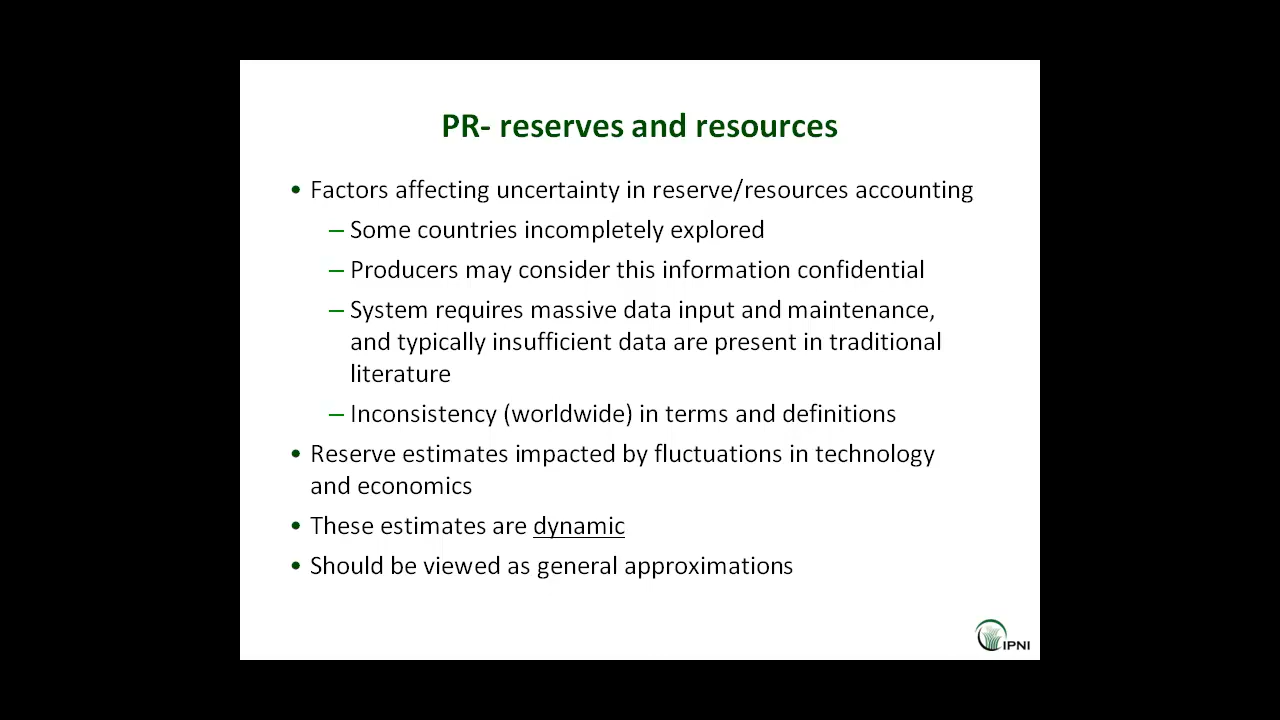 PR- reserves and resources
• Factors affecting uncertainty in reserve/resources accounting
– Some countries incompletely explored
– Producers may consider this information confidential
– System requires massive data input and maintenance,
and typically insufficient data are present in traditional
literature
– Inconsistency (worldwide) in terms and definitions
• Reserve estimates impacted by fluctuations in technology
and economics
• These estimates are dynamic
• Should be viewed as general approximations
IPNI